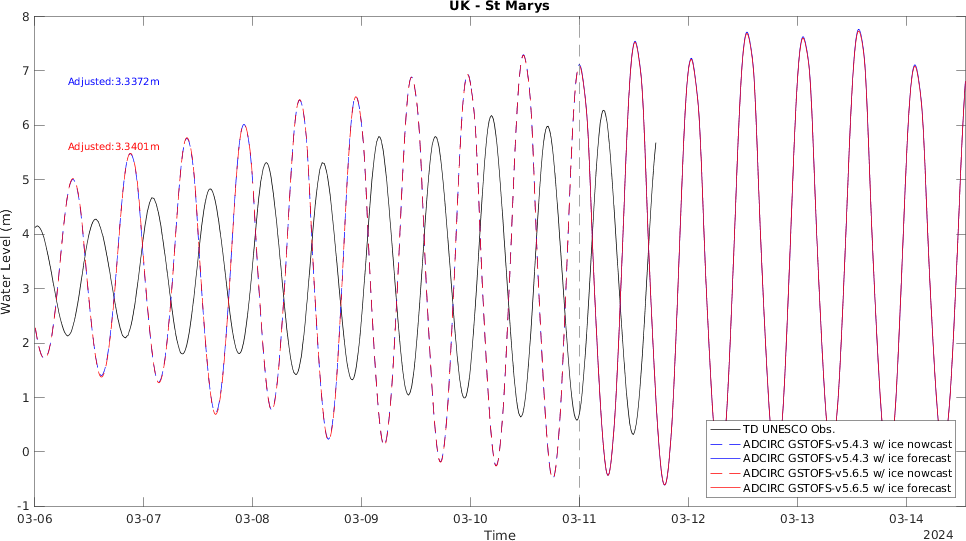 UK - St Marys
8
7
6
5
4
3
2
1
0
-1
Water Level (m)
Adjusted:3.3372m
Adjusted:3.3401m
TD UNESCO Obs.
ADCIRC GSTOFS-v5.4.3 w/ ice nowcast
ADCIRC GSTOFS-v5.4.3 w/ ice forecast
ADCIRC GSTOFS-v5.6.5 w/ ice nowcast
ADCIRC GSTOFS-v5.6.5 w/ ice forecast
03-06 03-07 03-08 03-09 03-10 03-11 03-12 03-13 03-14
Time
2024